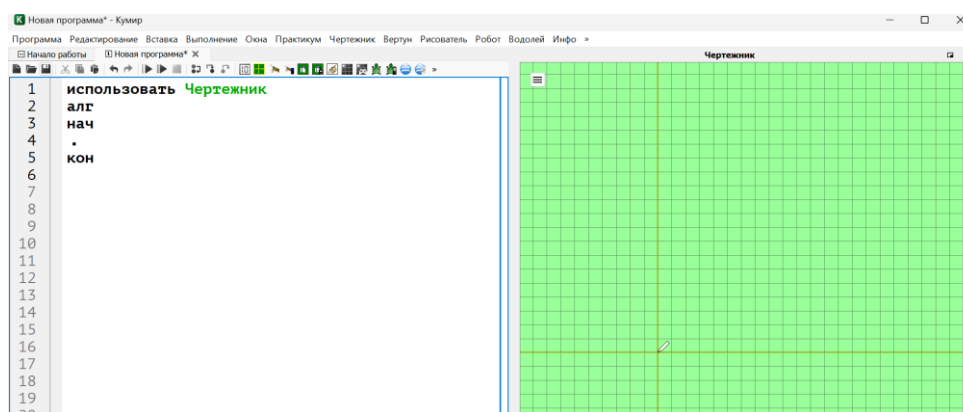 Новая программа* - Кумир
Программа Редактирование Вставка Выполнение Окна Практикум Чертежник Вертун Рисователь Робот Водолей Инфо »
Начало работы Новая программа* X
Чертежник
1 использовать Чертежник
2 алг
3 нач
4 .
5 кон
6
7
8
9
10
11
12
13
14
15
16
17
18
19